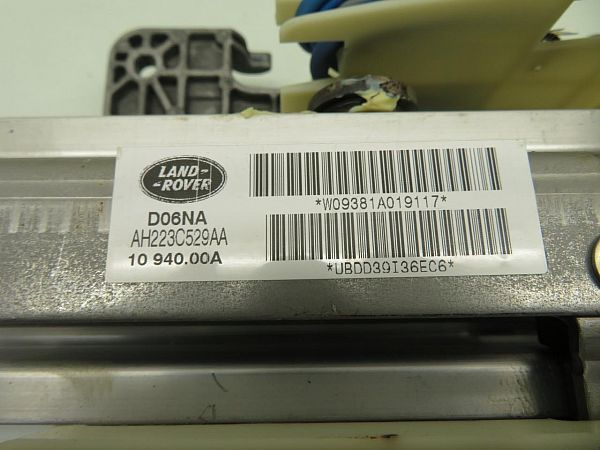 LAND-
-ROVER
D06NA
AH223C529AA
10 940.00A
*W09381A019117*
*UBDD39I36EC6*